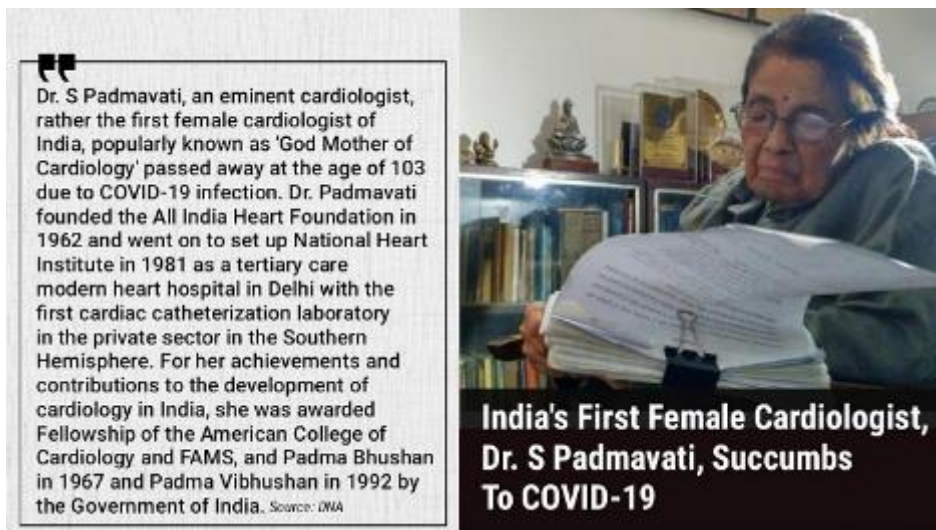 Dr. S Padmavati, an eminent cardiologist,
rather the first female cardiologist of
India, popularly known as 'God Mother of
Cardiology' passed away at the age of 103
due to COVID-19 infection. Dr. Padmavati
founded the All India Heart Foundation in
1962 and went on to set up National Heart
Institute in 1981 as a tertiary care
modern heart hospital in Delhi with the
first cardiac catheterization laboratory
in the private sector in the Southern
Hemisphere. For her achievements and
contributions to the development of
cardiology in India, she was awarded
Fellowship of the American College of
Cardiology and FAMS, and Padma Bhushan
in 1967 and Padma Vibhushan in 1992 by
the Government of India. Source: DNA
India's First Female Cardiologist,
Dr. S Padmavati, Succumbs
To COVID-19